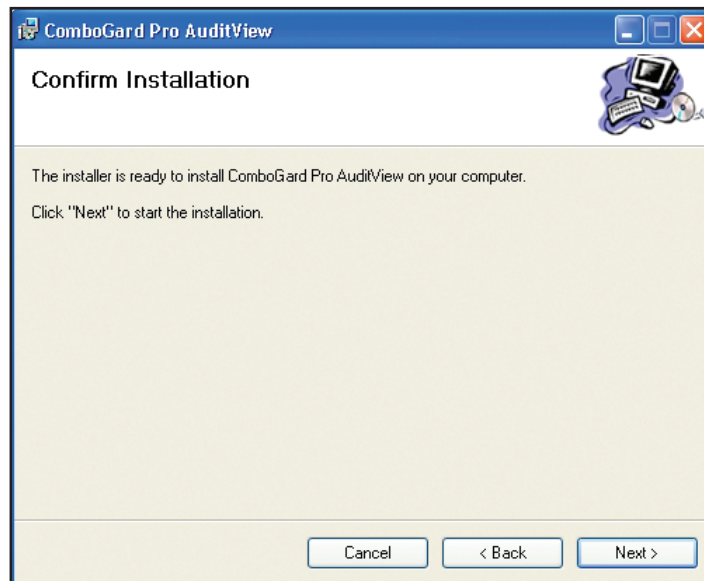 ComboGard Pro AuditView
Confirm Installation
The installer is ready to install ComboGard Pro AuditView on your computer.
Click "Next" to start the installation.
Cancel
< Back
Next >